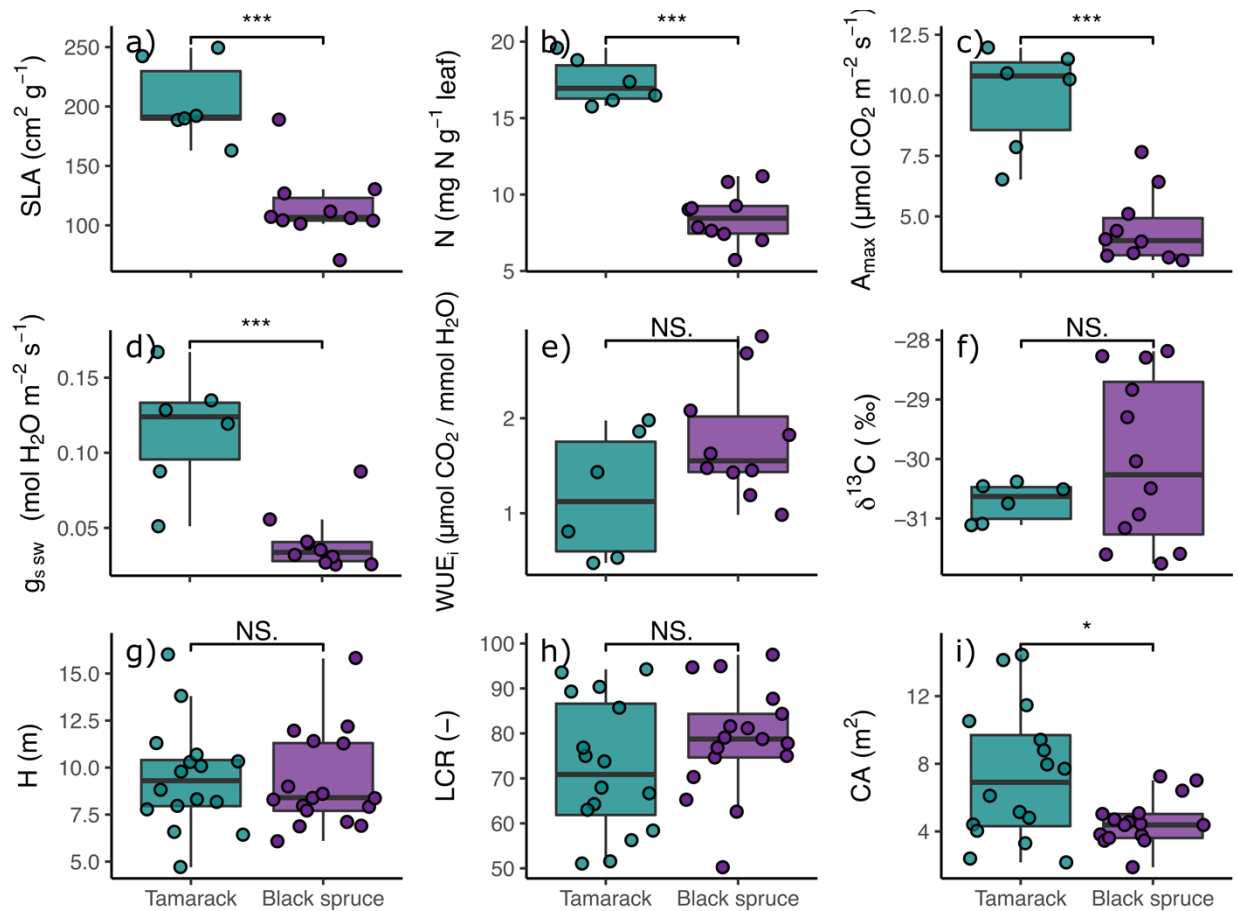 a)
***
SLA (cm² g⁻¹)
250
200
150
100
b)
***
N (mg N g⁻¹ leaf)
20
15
10
5
c)
***
Amax (μmol CO₂ m⁻² s⁻¹)
12.5
10.0
7.5
5.0
d)
***
gs sw (mol H₂O m⁻² s⁻¹)
0.15
0.10
0.05
e)
NS.
WUEᵢ (μmol CO₂ / mmol H₂O)
2
1
f)
NS.
δ¹³C ( ‰)
−28
−29
−30
−31
g)
NS.
H (m)
15.0
12.5
10.0
7.5
5.0
Tamarack Black spruce
h)
NS.
LCR (−)
100
90
80
70
60
50
Tamarack Black spruce
i)
*
CA (m²)
12
8
4
Tamarack Black spruce